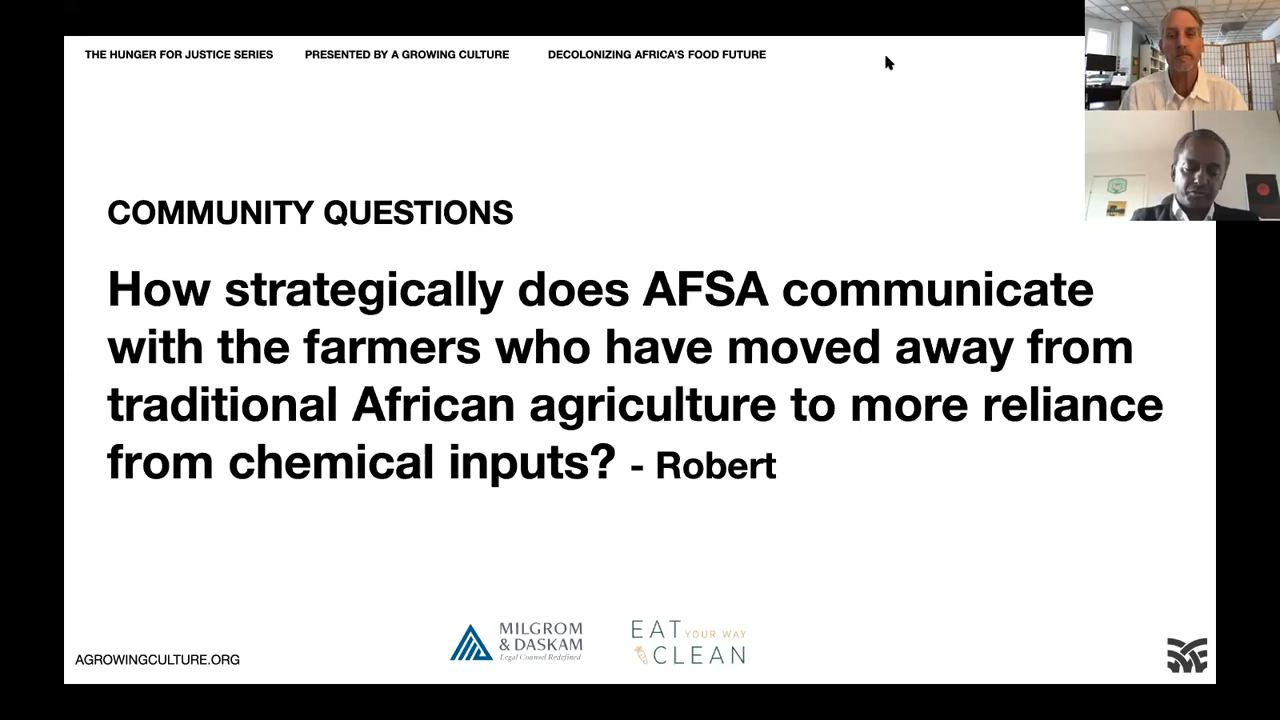 THE HUNGER FOR JUSTICE SERIES PRESENTED BY A GROWING CULTURE DECOLONIZING AFRICA'S FOOD FUTURE
COMMUNITY QUESTIONS
How strategically does AFSA communicate
with the farmers who have moved away from
traditional African agriculture to more reliance
from chemical inputs? - Robert
AGROWINGCULTURE.ORG
MILGROM
& DASKAM
Legal Counsel Redefined
EAT YOUR WAY
CLEAN